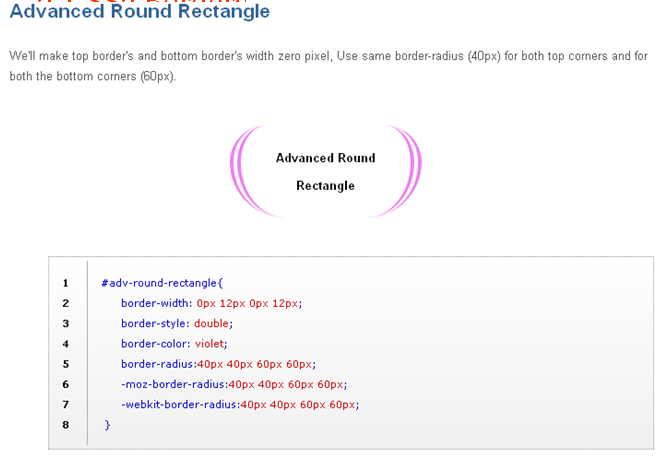 Advanced Round Rectangle
We'll make top border's and bottom border's width zero pixel, Use same border-radius (40px) for both top corners and for
both the bottom corners (60px).
Advanced Round
Rectangle
1 #adv-round-rectangle{
2 border-width: 0px 12px 0px 12px;
3 border-style: double;
4 border-color: violet;
5 border-radius:40px 40px 60px 60px;
6 -moz-border-radius:40px 40px 60px 60px;
7 -webkit-border-radius:40px 40px 60px 60px;
8 }